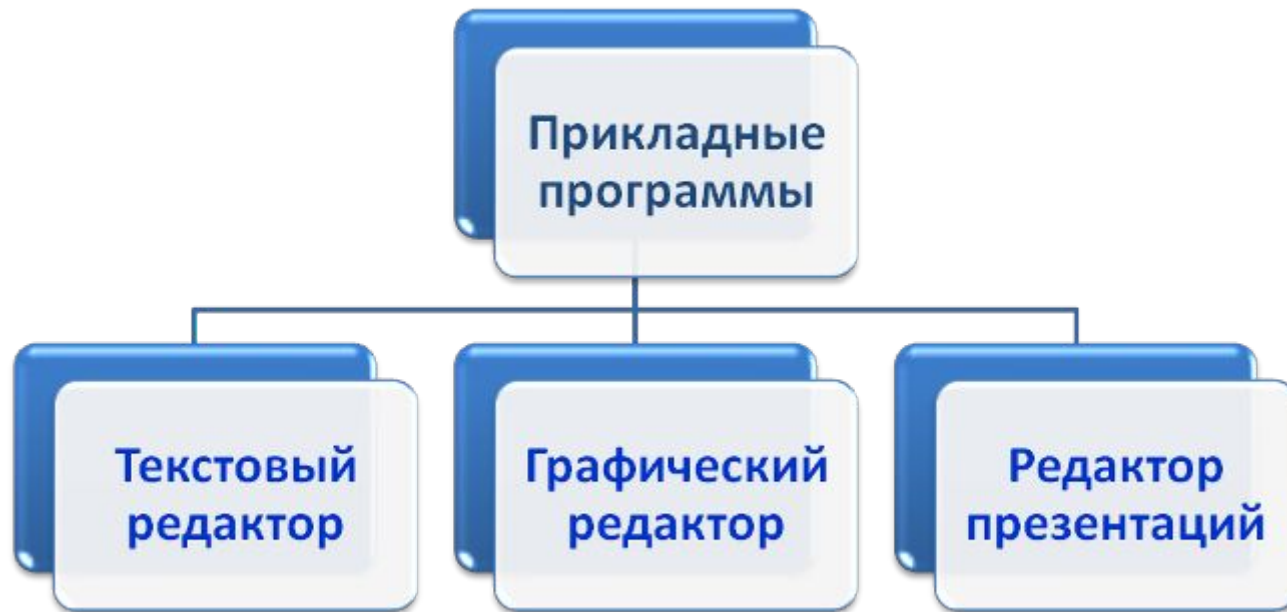 Прикладные
программы
Текстовый
редактор
Графический
редактор
Редактор
презентаций